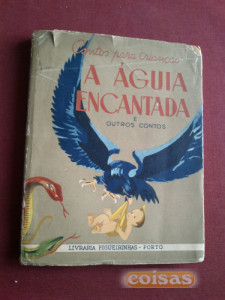 Contos para crianças
A ÁGUIA
ENCANTADA
E
OUTROS CONTOS
LIVRARIA FIGUEIRINHAS - PORTO
coisas